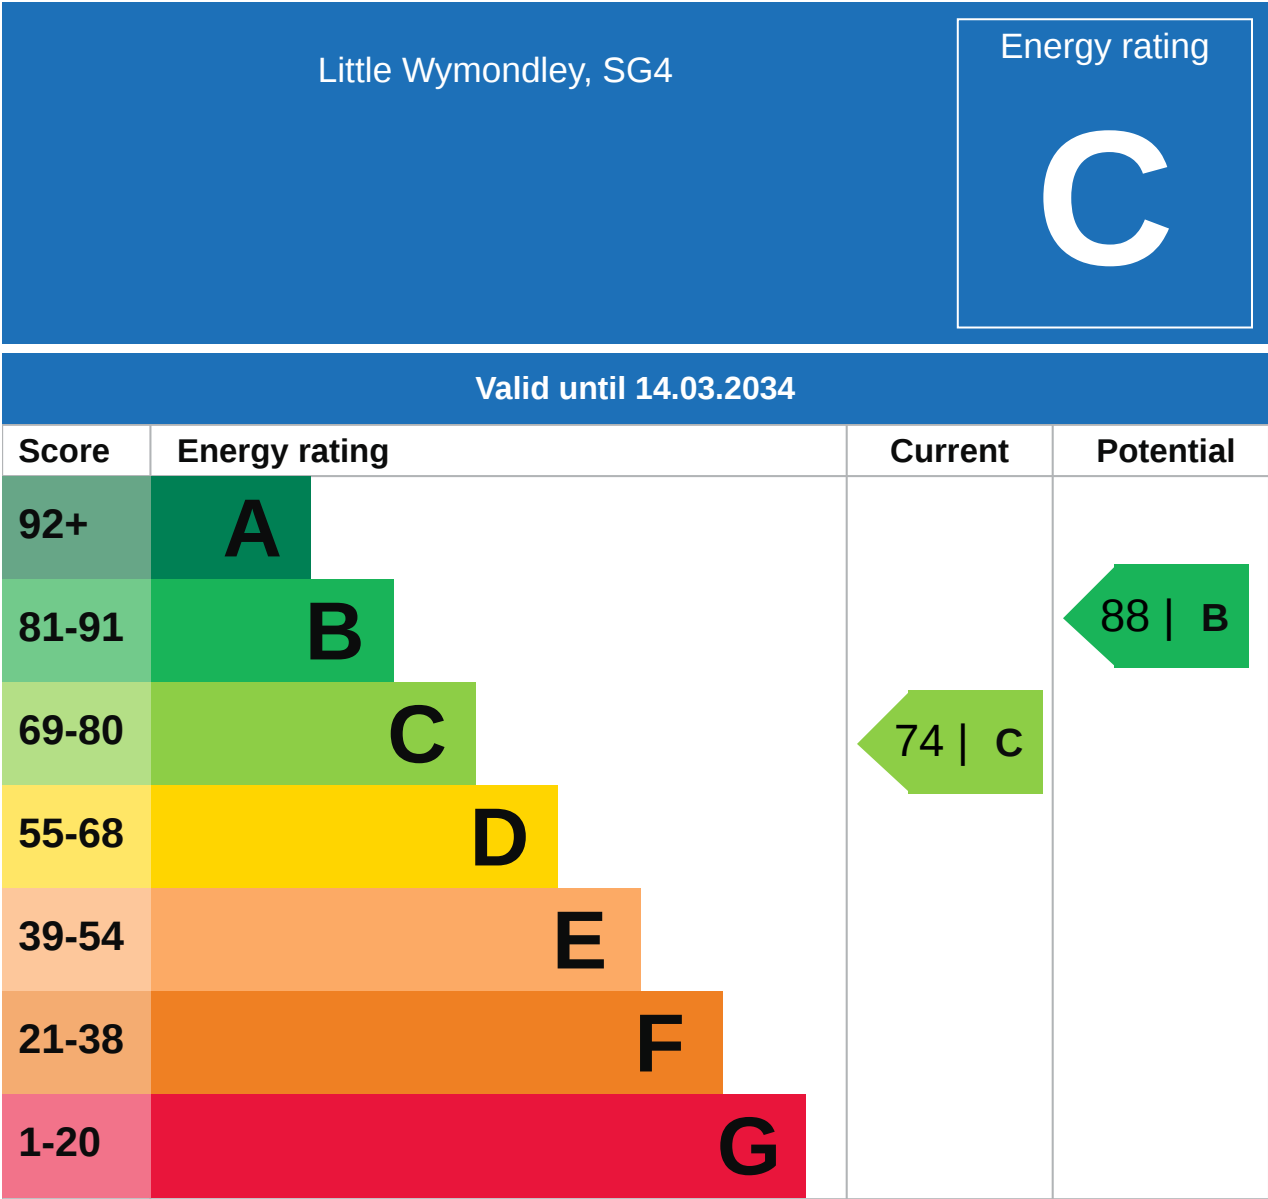 Little Wymondley, SG4
Energy rating
C
Valid until 14.03.2034
Score Energy rating Current Potential
92+ A
81-91 B 88 | B
69-80 C 74 | C
55-68 D
39-54 E
21-38 F
1-20 G